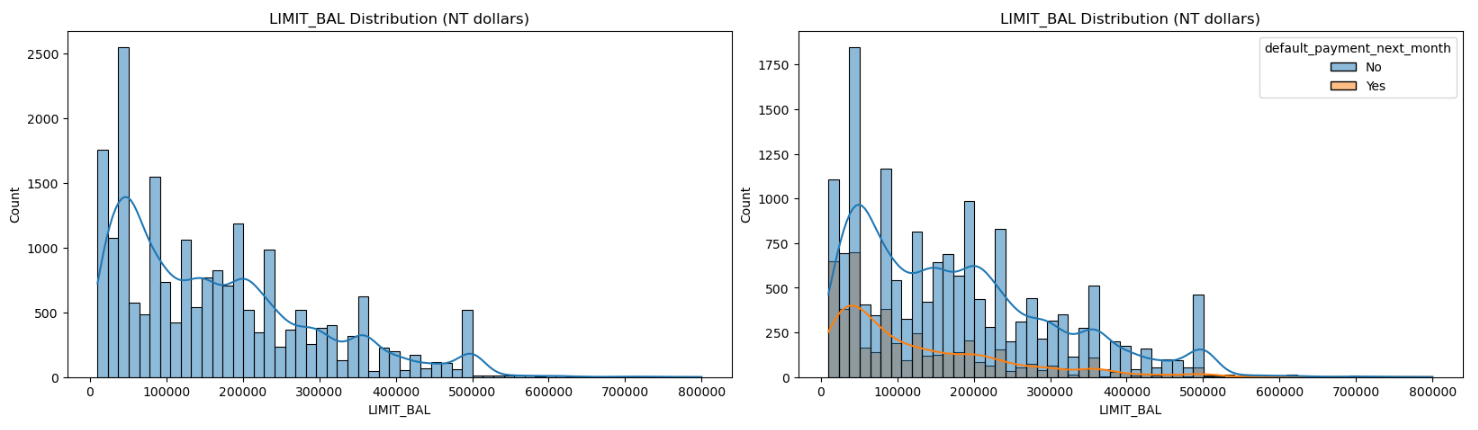 LIMIT_BAL Distribution (NT dollars)
Count
2500
2000
1500
1000
500
0
0 100000 200000 300000 400000 500000 600000 700000 800000
LIMIT_BAL
LIMIT_BAL Distribution (NT dollars)
default_payment_next_month
No
Yes
Count
1750
1500
1250
1000
750
500
250
0
0 100000 200000 300000 400000 500000 600000 700000 800000
LIMIT_BAL